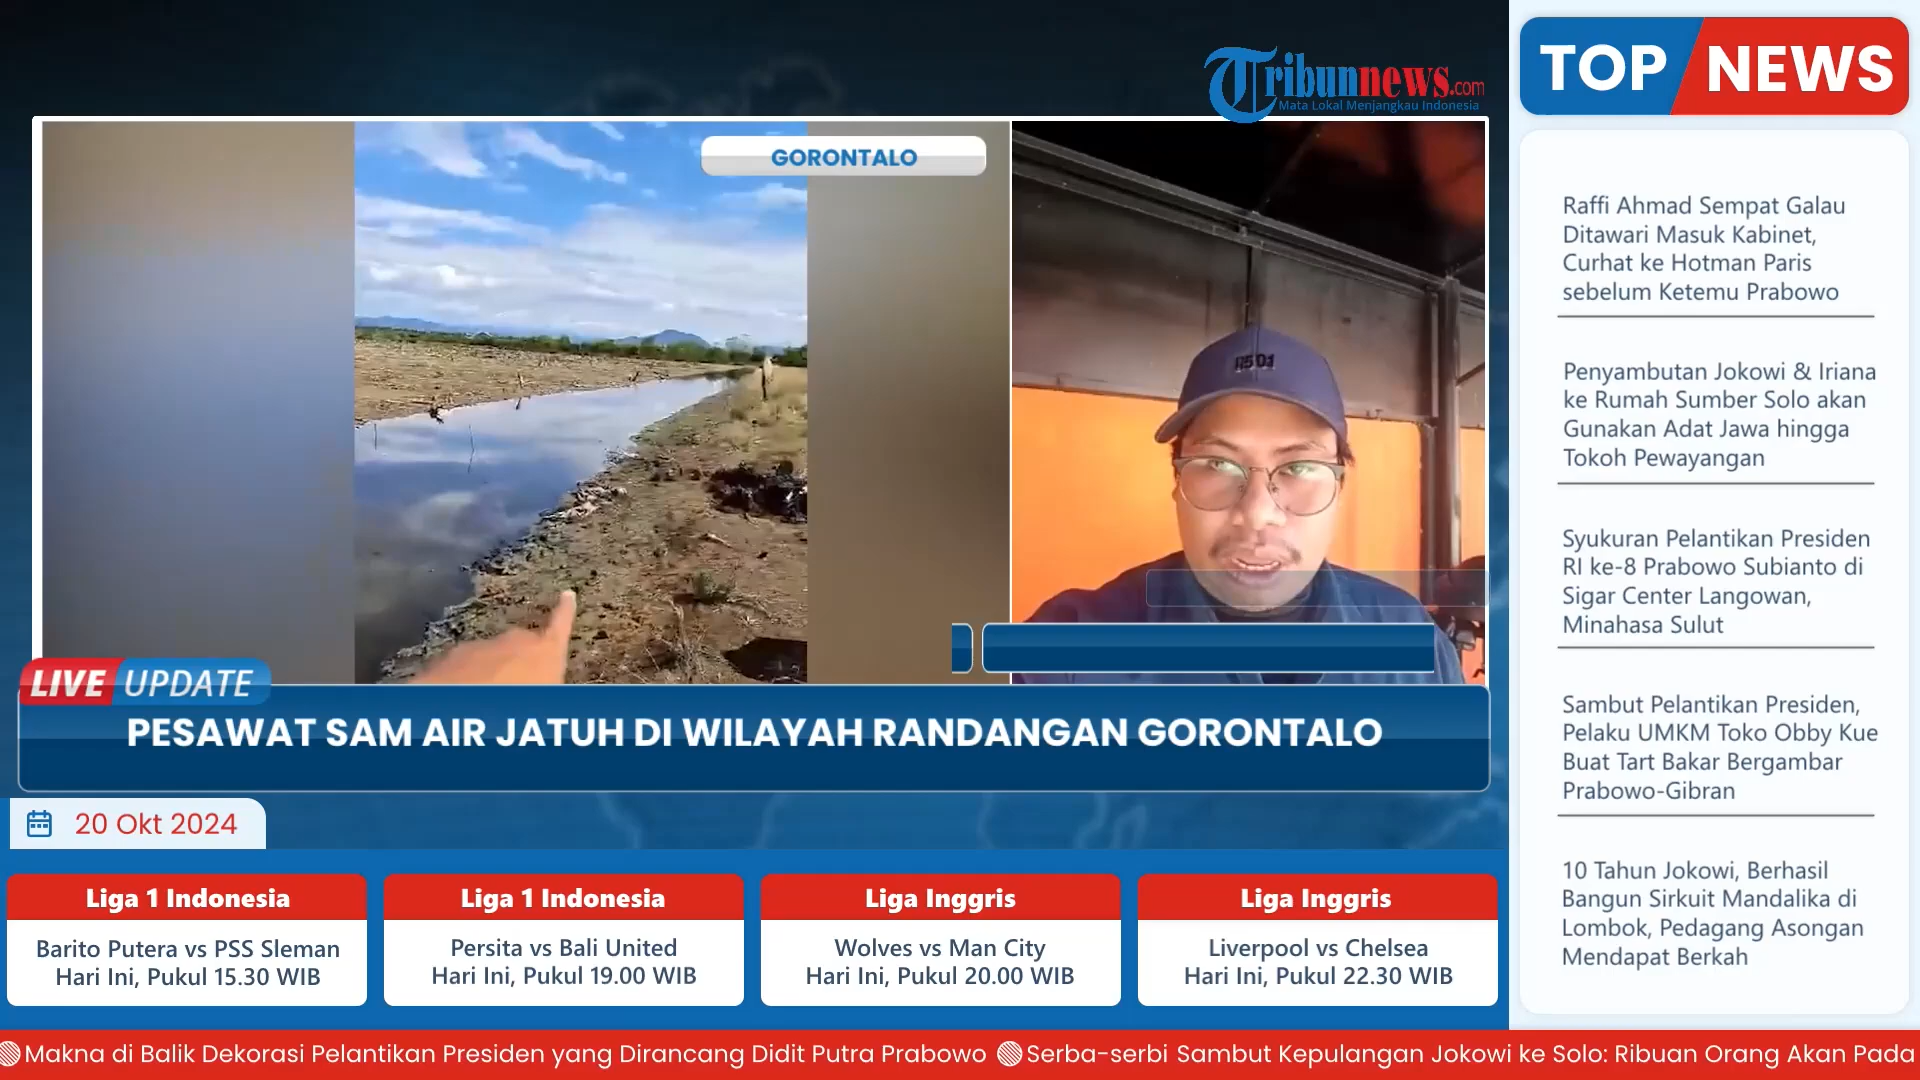 Tribunnews.com
Mata Lokal Menjangkau Indonesia
GORONTALO
R501
LIVE UPDATE
PESAWAT SAM AIR JATUH DI WILAYAH RANDANGAN GORONTALO
20 Okt 2024
Liga 1 Indonesia
Barito Putera vs PSS Sleman
Hari Ini, Pukul 15.30 WIB
Liga 1 Indonesia
Persita vs Bali United
Hari Ini, Pukul 19.00 WIB
Liga Inggris
Wolves vs Man City
Hari Ini, Pukul 20.00 WIB
Liga Inggris
Liverpool vs Chelsea
Hari Ini, Pukul 22.30 WIB
TOP NEWS
Raffi Ahmad Sempat Galau
Ditawari Masuk Kabinet,
Curhat ke Hotman Paris
sebelum Ketemu Prabowo
Penyambutan Jokowi & Iriana
ke Rumah Sumber Solo akan
Gunakan Adat Jawa hingga
Tokoh Pewayangan
Syukuran Pelantikan Presiden
RI ke-8 Prabowo Subianto di
Sigar Center Langowan,
Minahasa Sulut
Sambut Pelantikan Presiden,
Pelaku UMKM Toko Obby Kue
Buat Tart Bakar Bergambar
Prabowo-Gibran
10 Tahun Jokowi, Berhasil
Bangun Sirkuit Mandalika di
Lombok, Pedagang Asongan
Mendapat Berkah
Makna di Balik Dekorasi Pelantikan Presiden yang Dirancang Didit Putra Prabowo Serba-serbi Sambut Kepulangan Jokowi ke Solo: Ribuan Orang Akan Pada